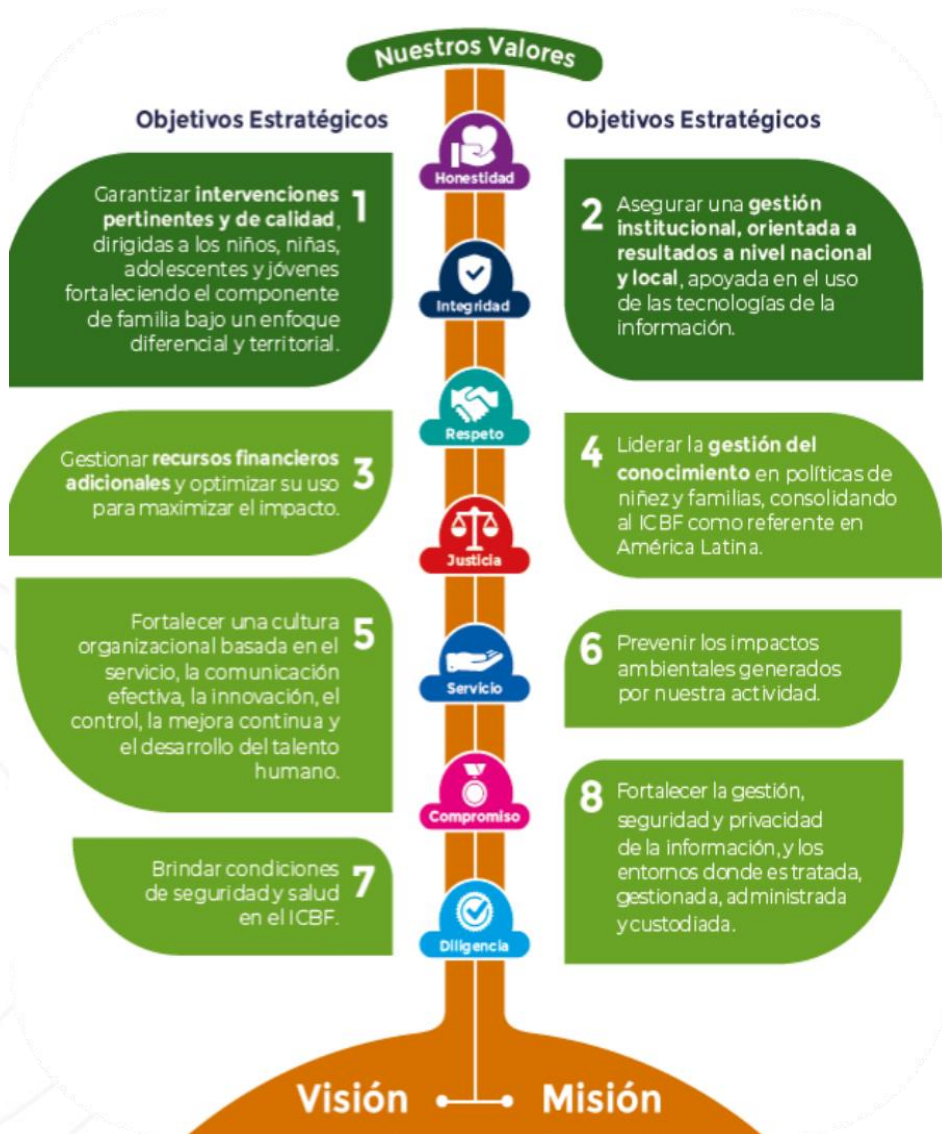 Nuestros Valores
Objetivos Estratégicos
Objetivos Estratégicos
Honestidad
Integridad
Respeto
Justicia
Servicio
Compromiso
Diligencia
1
Garantizar intervenciones
pertinentes y de calidad,
dirigidas a los niños, niñas,
adolescentes y jóvenes
fortaleciendo el componente
de familia bajo un enfoque
diferencial y territorial.
2
Asegurar una gestión
institucional, orientada a
resultados a nivel nacional
y local, apoyada en el uso
de las tecnologías de la
información.
3
Gestionar recursos financieros
adicionales y optimizar su uso
para maximizar el impacto.
4
Liderar la gestión del
conocimiento en políticas de
niñez y familias, consolidando
al ICBF como referente en
América Latina.
5
Fortalecer una cultura
organizacional basada en el
servicio, la comunicación
efectiva, la innovación, el
control, la mejora continua y
el desarrollo del talento
humano.
6
Prevenir los impactos
ambientales generados
por nuestra actividad.
7
Brindar condiciones
de seguridad y salud
en el ICBF.
8
Fortalecer la gestión,
seguridad y privacidad
de la información, y los
entornos donde es tratada,
gestionada, administrada
y custodiada.
Visión
Misión